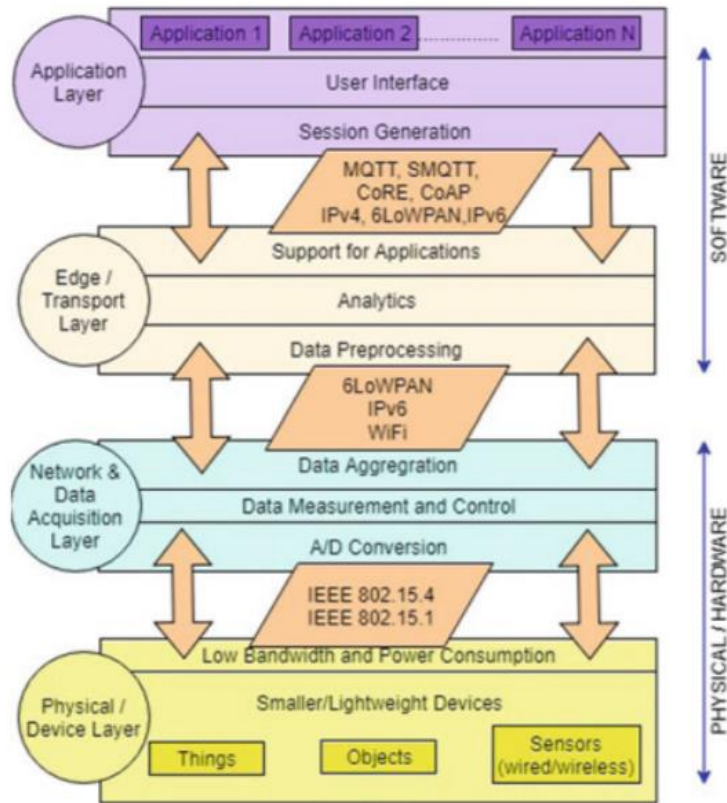 Application 1
Application 2
Application N
Application
Layer
User Interface
Session Generation
MQTT, SMQTT,
CoRE, CoAP
IPv4, 6LoWPAN,IPv6
Support for Applications
Edge /
Transport
Layer
Analytics
Data Preprocessing
6LoWPAN
IPv6
WiFi
Data Aggregration
Network &
Data
Acquisition
Layer
Data Measurement and Control
A/D Conversion
IEEE 802.15.4
IEEE 802.15.1
Low Bandwidth and Power Consumption
Physical /
Device Layer
Smaller/Lightweight Devices
Things
Objects
Sensors
(wired/wireless)
SOFTWARE
PHYSICAL / HARDWARE